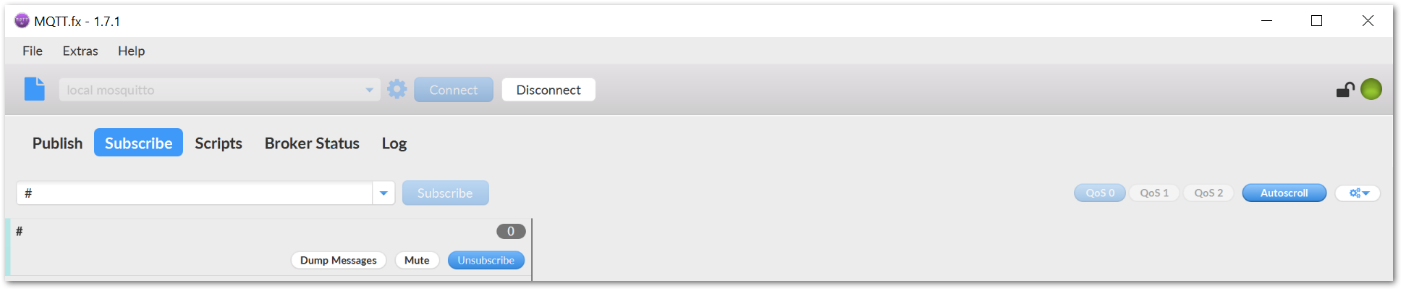 MQTT.fx - 1.7.1
File Extras Help
local mosquitto Connect Disconnect
Publish Subscribe Scripts Broker Status Log
# Subscribe QoS 0 QoS 1 QoS 2 Autoscroll
# 0
Dump Messages Mute Unsubscribe